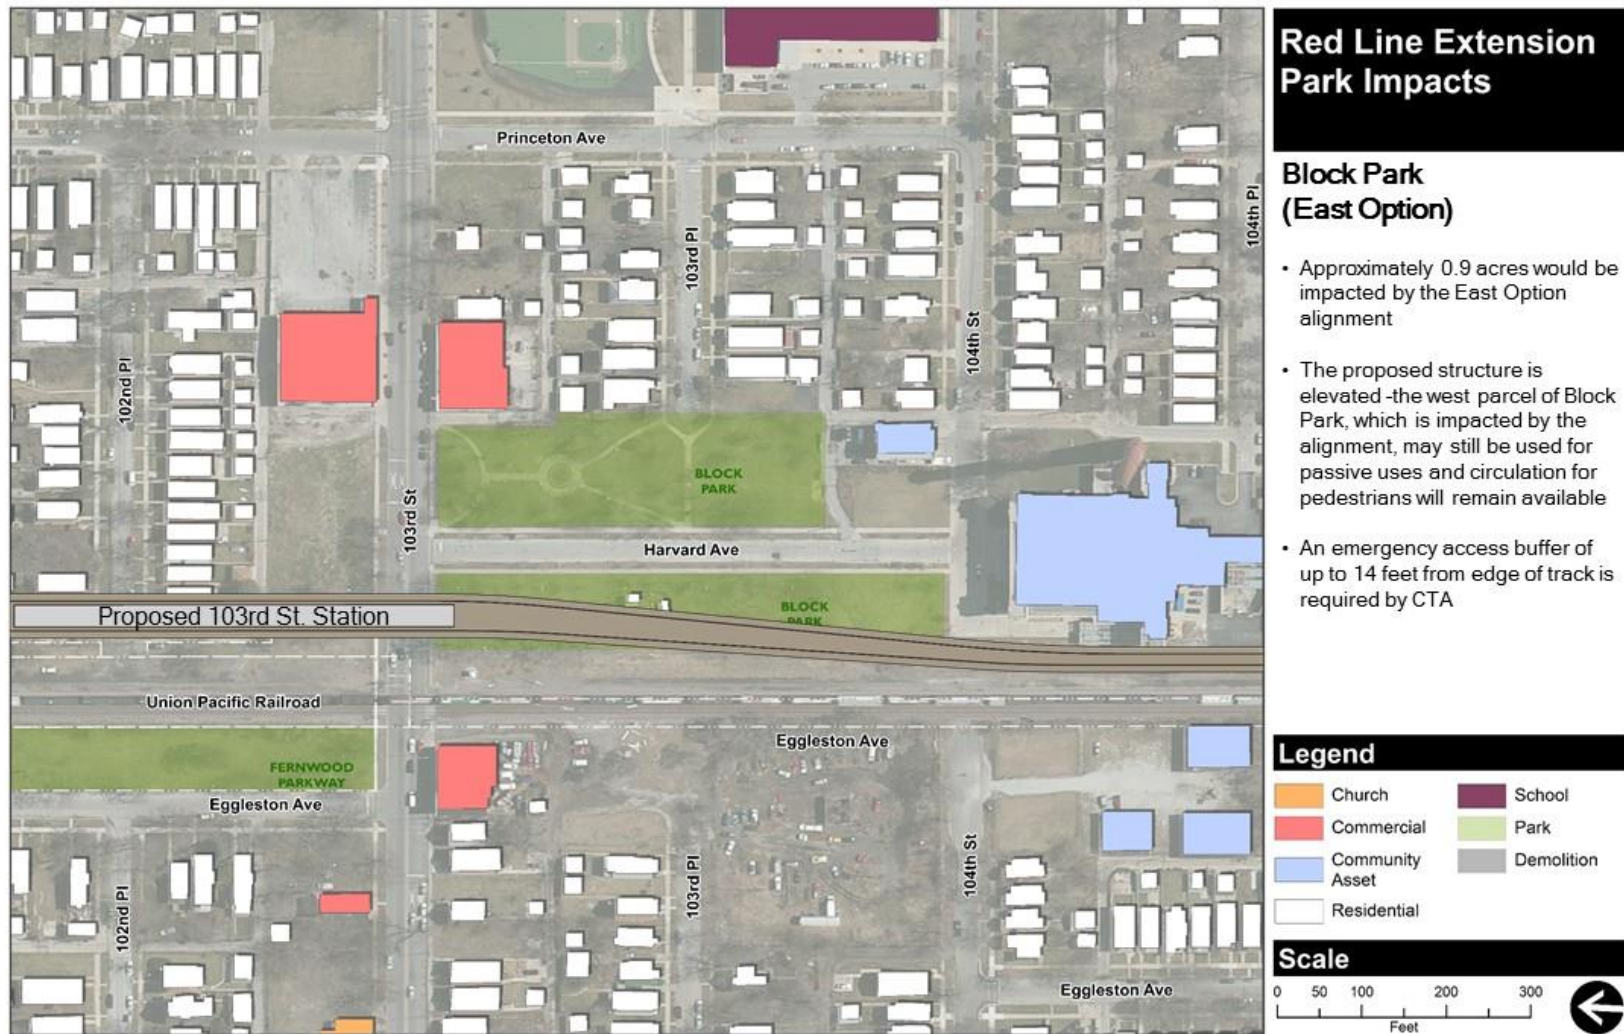 Red Line Extension
Park Impacts
Block Park
(East Option)
• Approximately 0.9 acres would be
impacted by the East Option
alignment
• The proposed structure is
elevated -the west parcel of Block
Park, which is impacted by the
alignment, may still be used for
passive uses and circulation for
pedestrians will remain available
• An emergency access buffer of
up to 14 feet from edge of track is
required by CTA
Legend
Church
Commercial
Community
Asset
Residential
School
Park
Demolition
Scale
0 50 100 200 300
Feet
Princeton Ave
103rd Pl
104th Pl
104th St
102nd Pl
103rd St
BLOCK
PARK
Harvard Ave
BLOCK
PARK
Proposed 103rd St. Station
Union Pacific Railroad
Eggleston Ave
FERNWOOD
PARKWAY
Eggleston Ave
102nd Pl
103rd Pl
104th St
Eggleston Ave